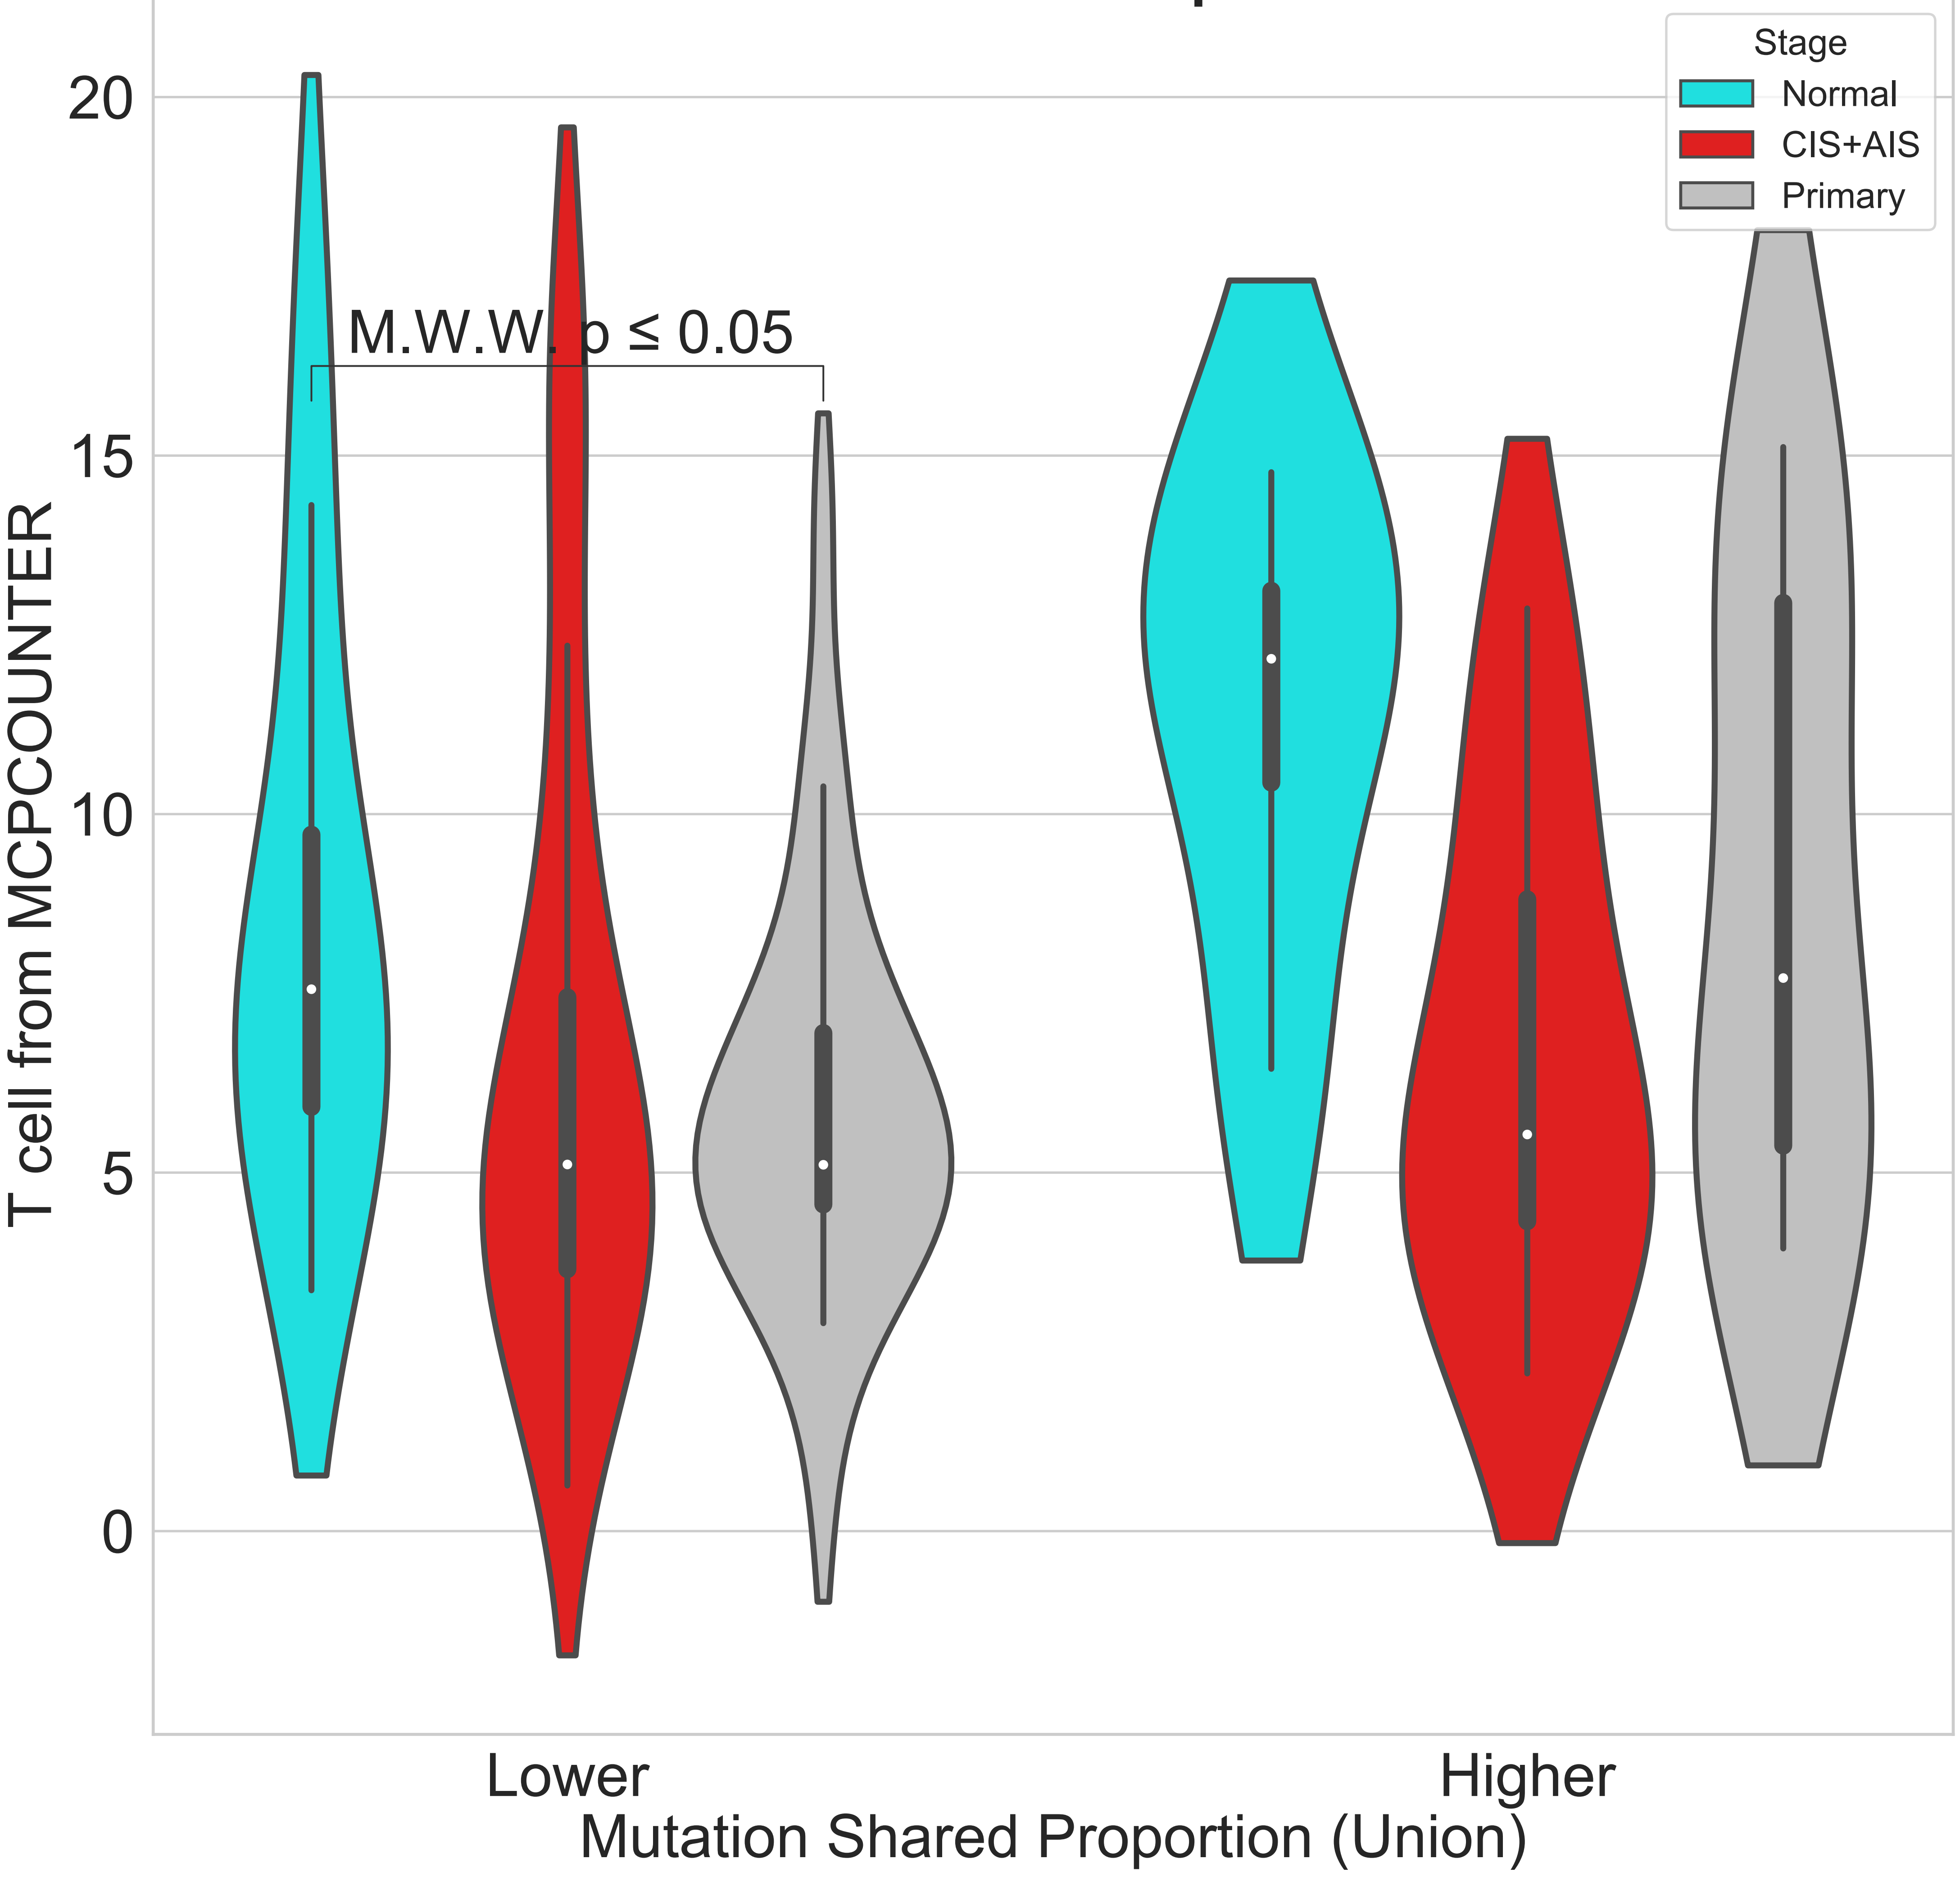 Stage
Normal
CIS+AIS
Primary
20
15
10
5
0
M.W.W. p ≤ 0.05
T cell from MCPCOUNTER
Lower
Higher
Mutation Shared Proportion (Union)